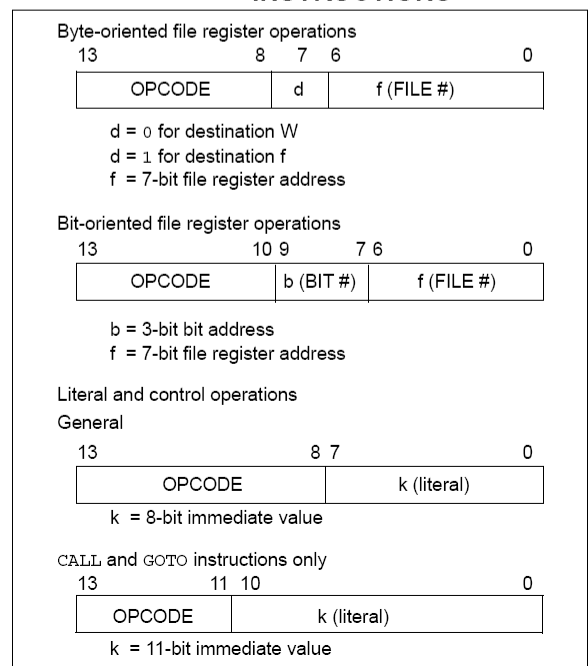 Byte-oriented file register operations
13 8 7 6 0
OPCODE d f (FILE #)
d = 0 for destination W
d = 1 for destination f
f = 7-bit file register address
Bit-oriented file register operations
13 10 9 7 6 0
OPCODE b (BIT #) f (FILE #)
b = 3-bit bit address
f = 7-bit file register address
Literal and control operations
General
13 8 7 0
OPCODE k (literal)
k = 8-bit immediate value
CALL and GOTO instructions only
13 11 10 0
OPCODE k (literal)
k = 11-bit immediate value